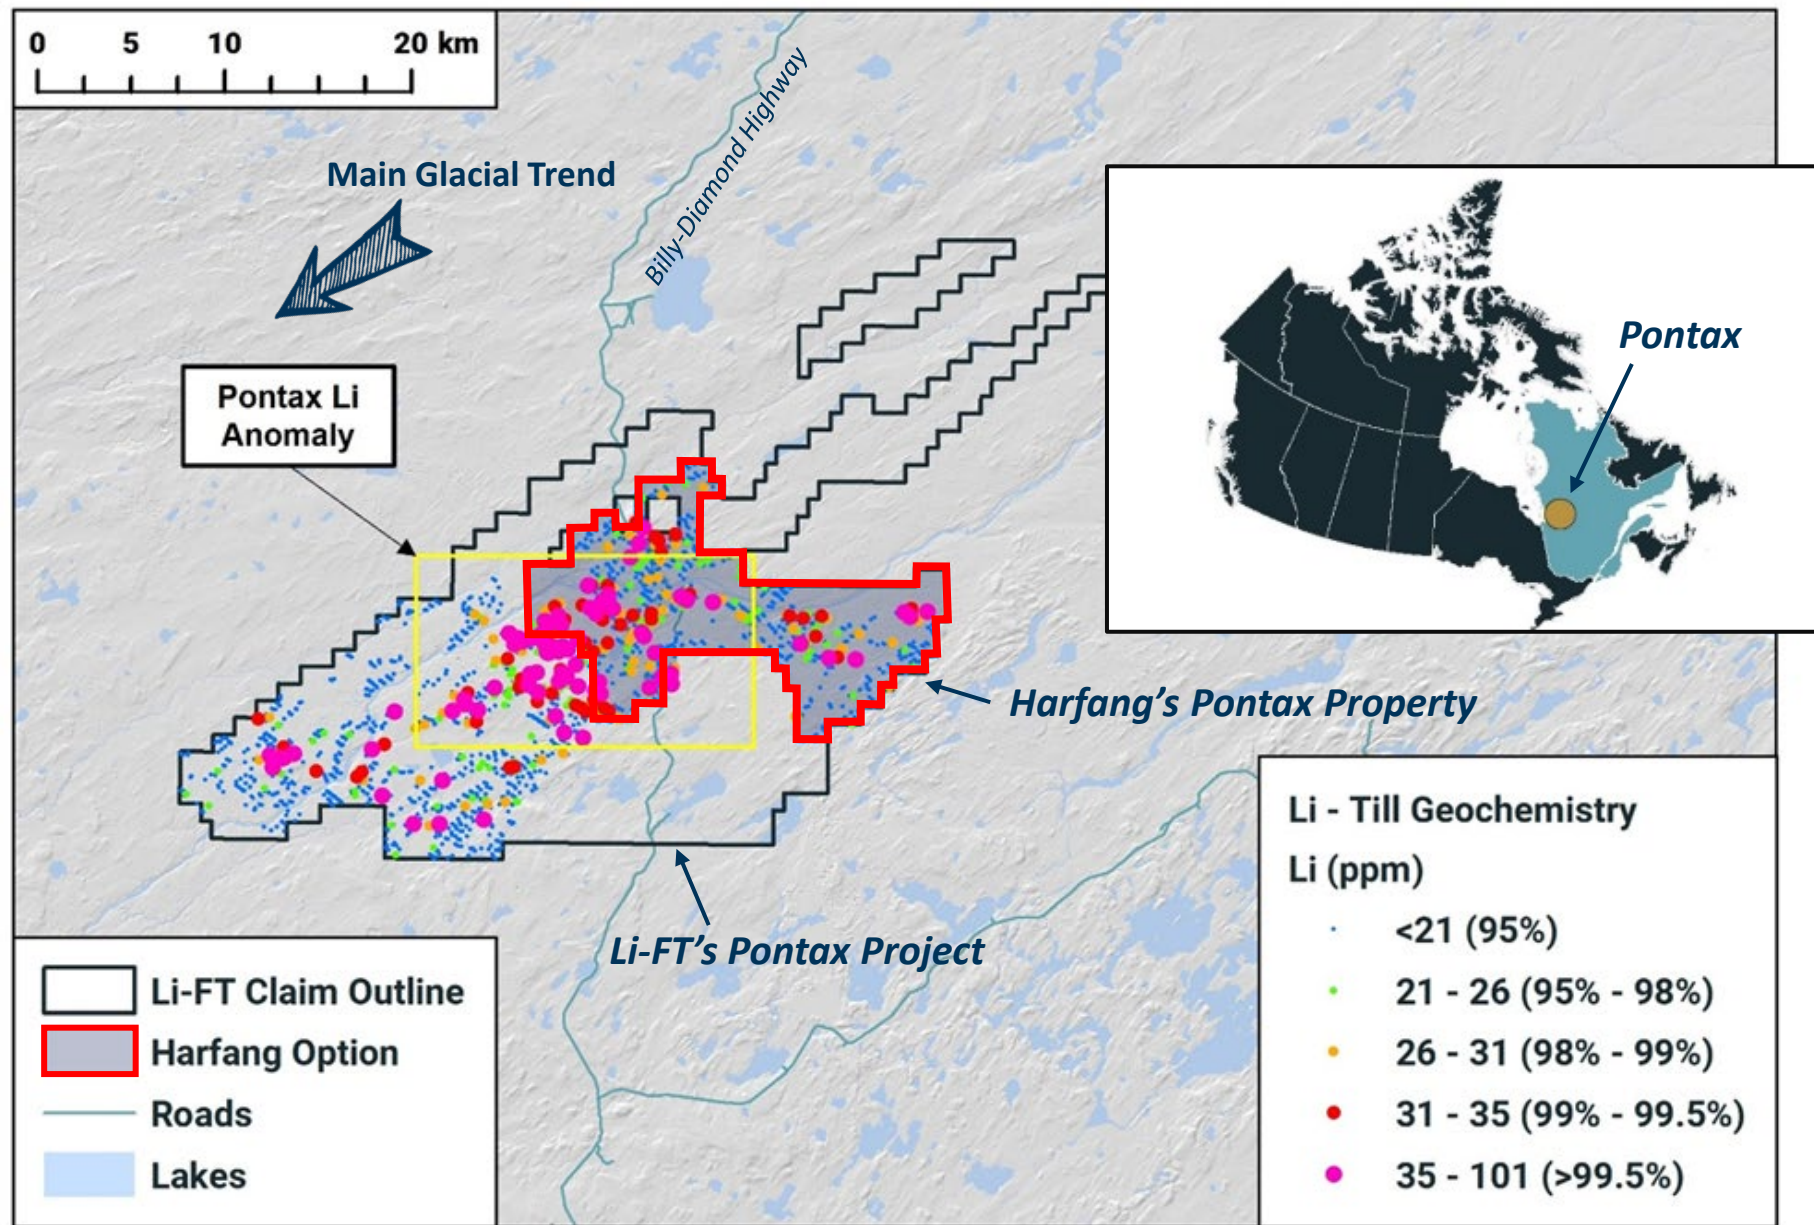 0 5 10 20 km
Main Glacial Trend
Billy-Diamond Highway
Pontax
Pontax Li
Anomaly
Harfang's Pontax Property
Li-FT's Pontax Project
Li-FT Claim Outline
Harfang Option
Roads
Lakes
Li - Till Geochemistry
Li (ppm)
<21 (95%)
21 - 26 (95% - 98%)
26 - 31 (98% - 99%)
31 - 35 (99% - 99.5%)
35 - 101 (>99.5%)